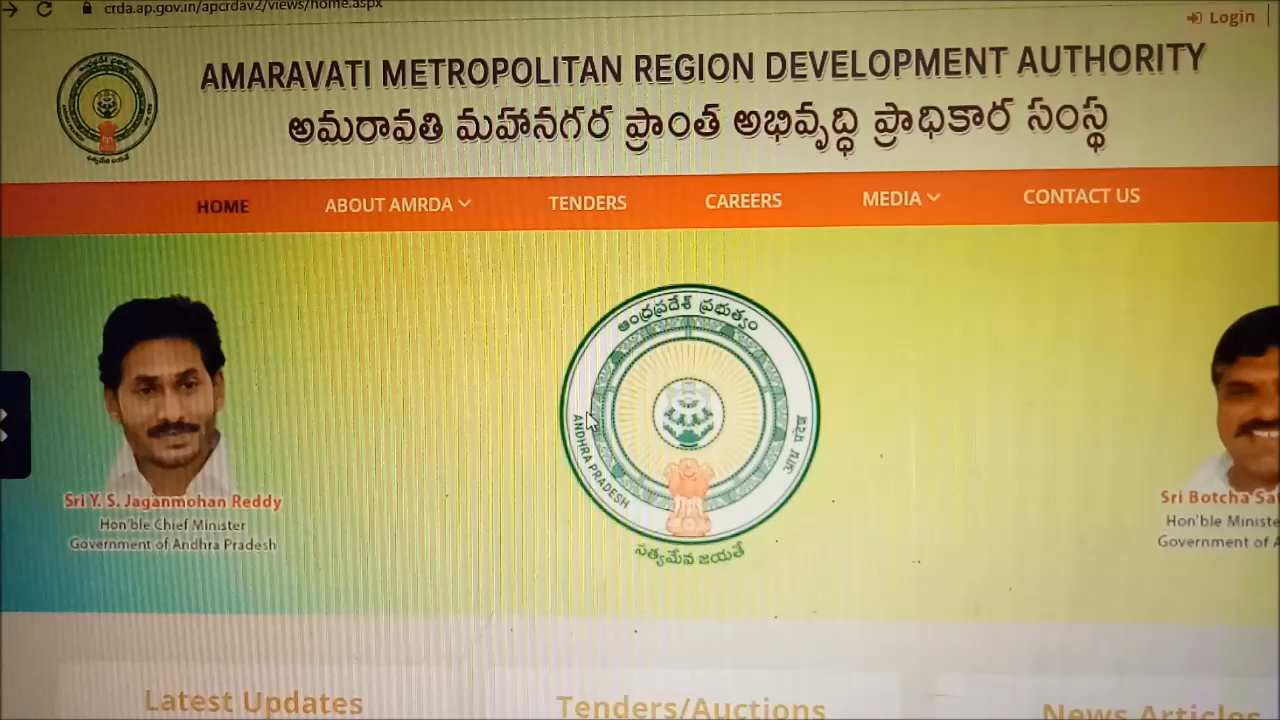 crda.ap.gov.in/apcrdav2/views/home.aspx
Login
AMARAVATI METROPOLITAN REGION DEVELOPMENT AUTHORITY
అమరావతి మహానగర ప్రాంత అభివృద్ధి ప్రాధికార సంస్థ
HOME ABOUT AMRDA TENDERS CAREERS MEDIA CONTACT US
ఆంధ్రప్రదేశ్ ప్రభుత్వం
ANDHRA PRADESH
आंध्र प्रदेश
సత్యమేవ జయతే
Sri Y. S. Jaganmohan Reddy
Hon'ble Chief Minister
Government of Andhra Pradesh
Sri Botcha Sa
Hon'ble Ministe
Government of A
Latest Updates
Tenders/Auctions
News Articles